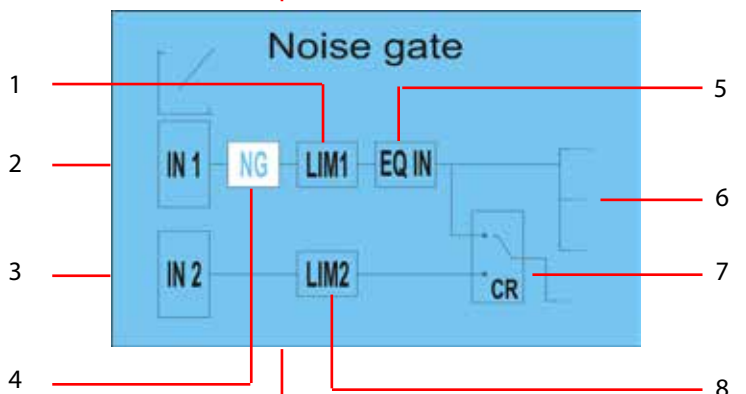 Noise gate
1
5
2
IN 1
NG
LIM1
EQ IN
6
3
IN 2
LIM2
CR
7
4
8